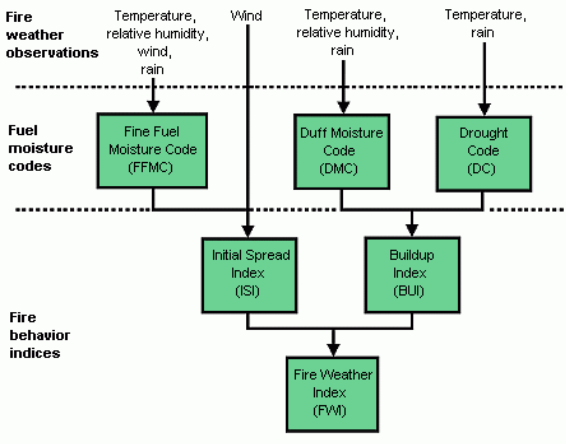 Fire
weather
observations
Temperature,
relative humidity,
wind,
rain
Wind
Temperature,
relative humidity,
rain
Temperature,
rain
Fuel
moisture
codes
Fine Fuel
Moisture Code
(FFMC)
Duff Moisture
Code
(DMC)
Drought
Code
(DC)
Fire
behavior
indices
Initial Spread
Index
(ISI)
Buildup
Index
(BUI)
Fire Weather
Index
(FWI)